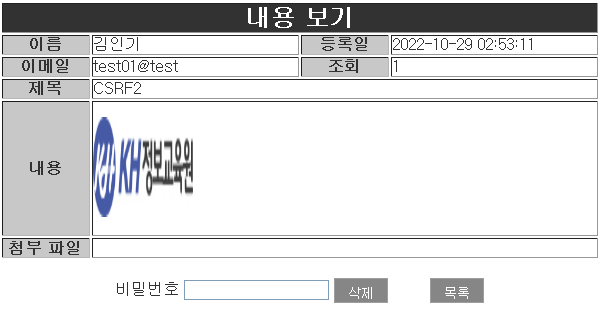 내용 보기
이름 김인기 등록일 2022-10-29 02:53:11
이메일 test01@test 조회 1
제목 CSRF2
내용 KH 정보교육원
첨부 파일
비밀번호 삭제 목록